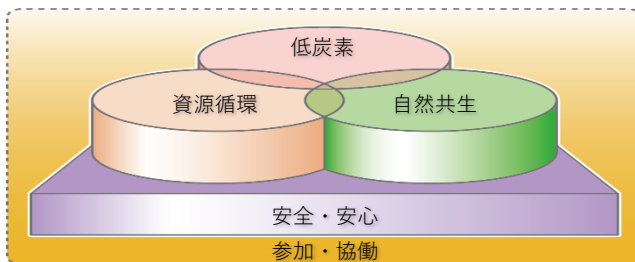 低炭素
資源循環
自然共生
安全・安心
参加・協働